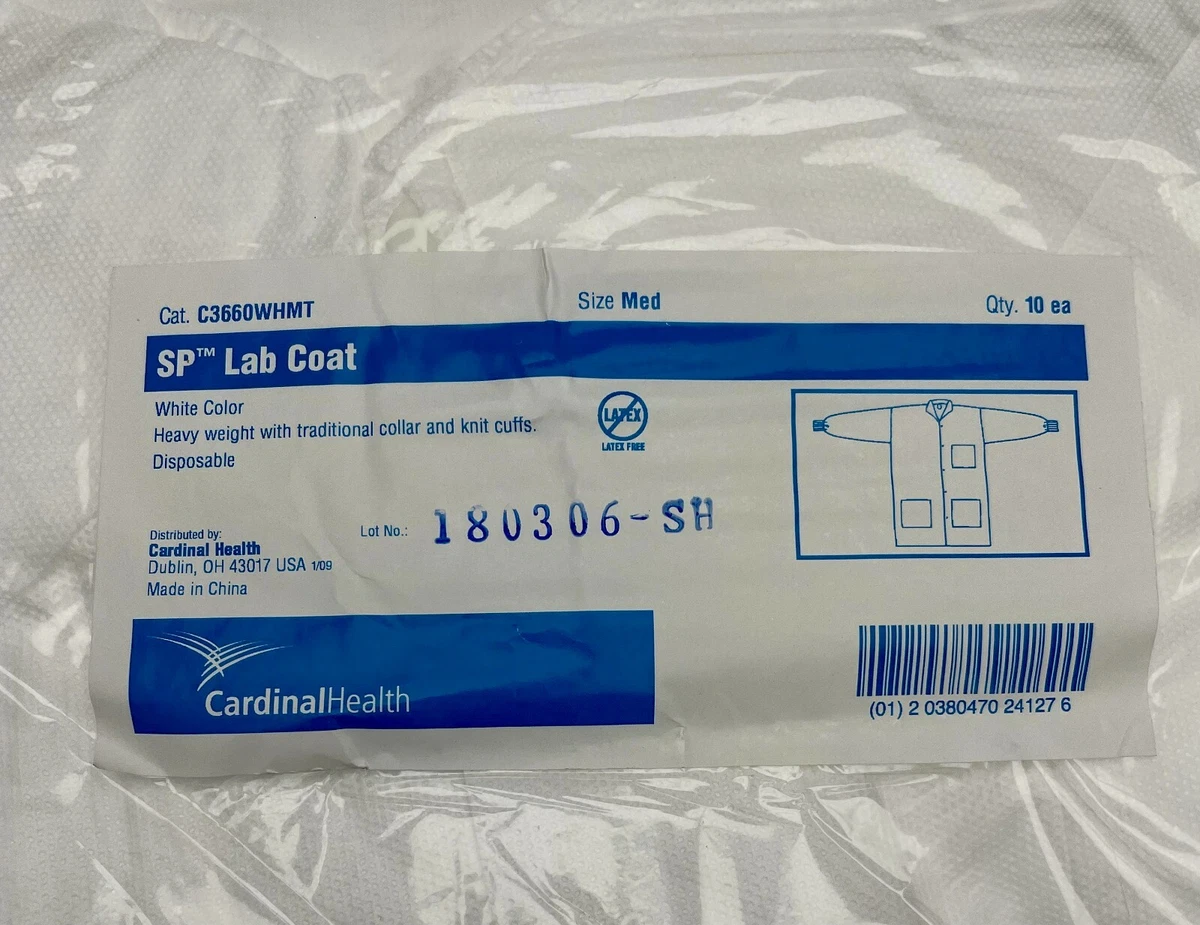 Cat. C3660WHMT Size Med Qty. 10 ea
SP™ Lab Coat
White Color
Heavy weight with traditional collar and knit cuffs.
Disposable
LATEX
LATEX FREE
Lot No.: 180306-SH
Distributed by:
Cardinal Health
Dublin, OH 43017 USA 1/09
Made in China
CardinalHealth
(01) 2 0380470 24127 6